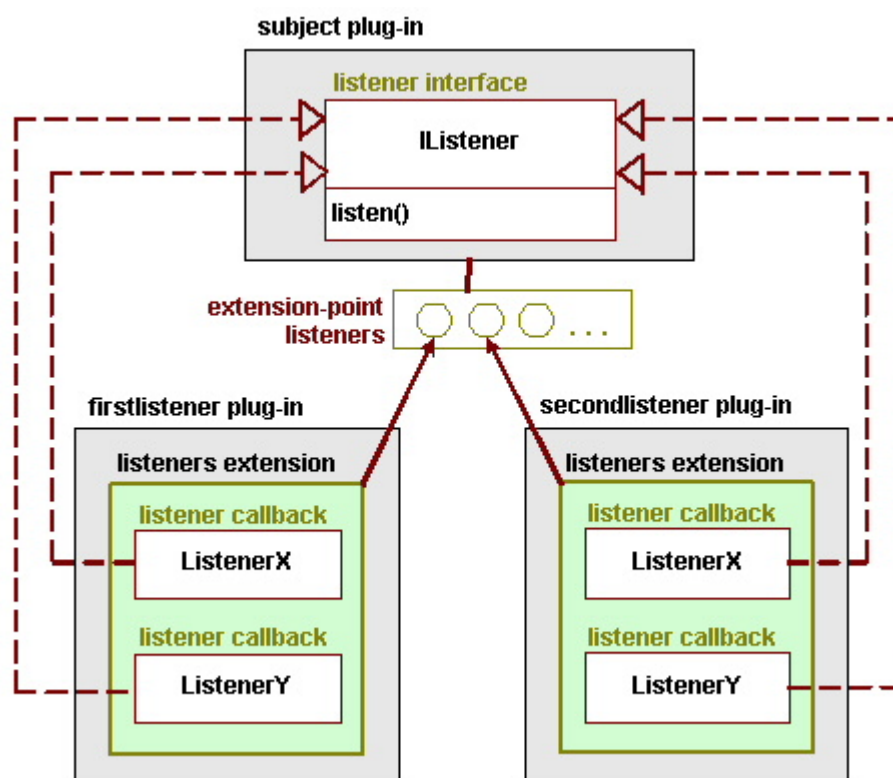 subject plug-in
listener interface
IListener
listen()
extension-point
listeners
...
firstlistener plug-in
secondlistener plug-in
listeners extension
listeners extension
listener callback
listener callback
ListenerX
ListenerX
listener callback
listener callback
ListenerY
ListenerY